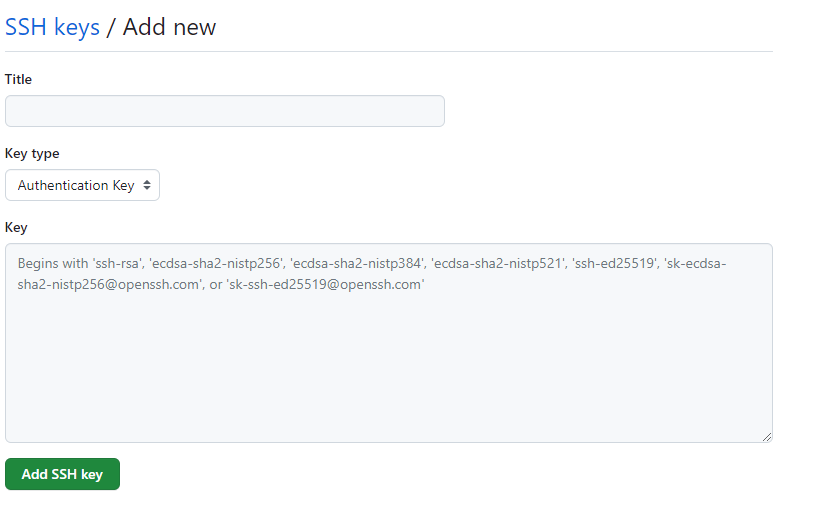 SSH keys / Add new
Title
Key type
Authentication Key
Key
Begins with 'ssh-rsa', 'ecdsa-sha2-nistp256', 'ecdsa-sha2-nistp384', 'ecdsa-sha2-nistp521', 'ssh-ed25519', 'sk-ecdsa-
sha2-nistp256@openssh.com', or 'sk-ssh-ed25519@openssh.com'
Add SSH key